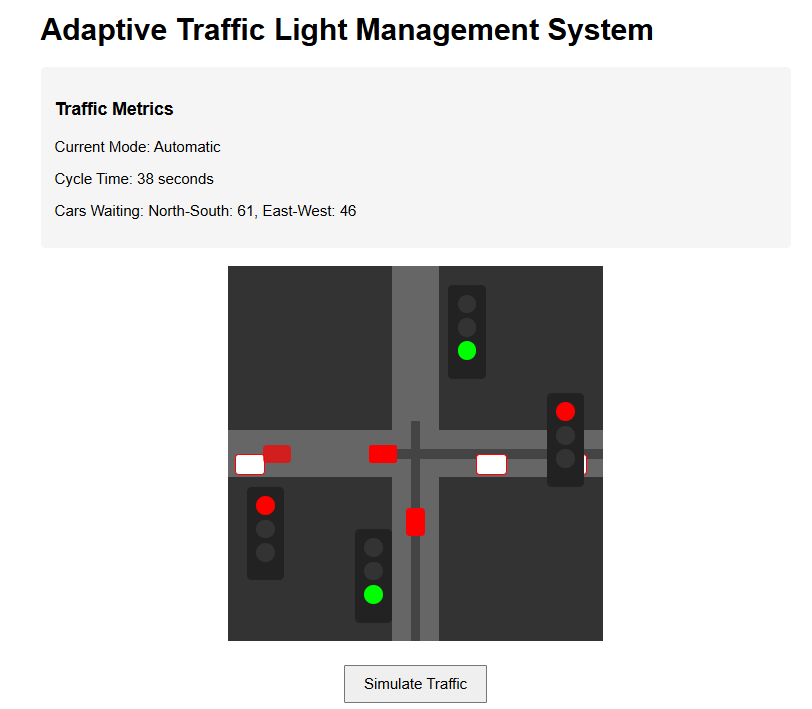 Adaptive Traffic Light Management System
Traffic Metrics
Current Mode: Automatic
Cycle Time: 38 seconds
Cars Waiting: North-South: 61, East-West: 46
Simulate Traffic